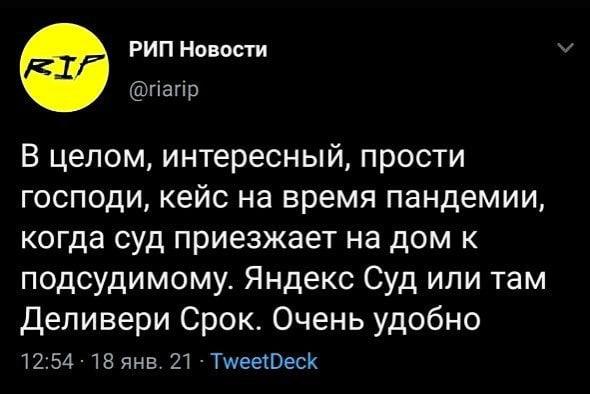 RIP
РИП Новости
@riarip
В целом, интересный, прости
господи, кейс на время пандемии,
когда суд приезжает на дом к
подсудимому. Яндекс Суд или там
Деливери Срок. Очень удобно
12:54 · 18 янв. 21 · TweetDeck